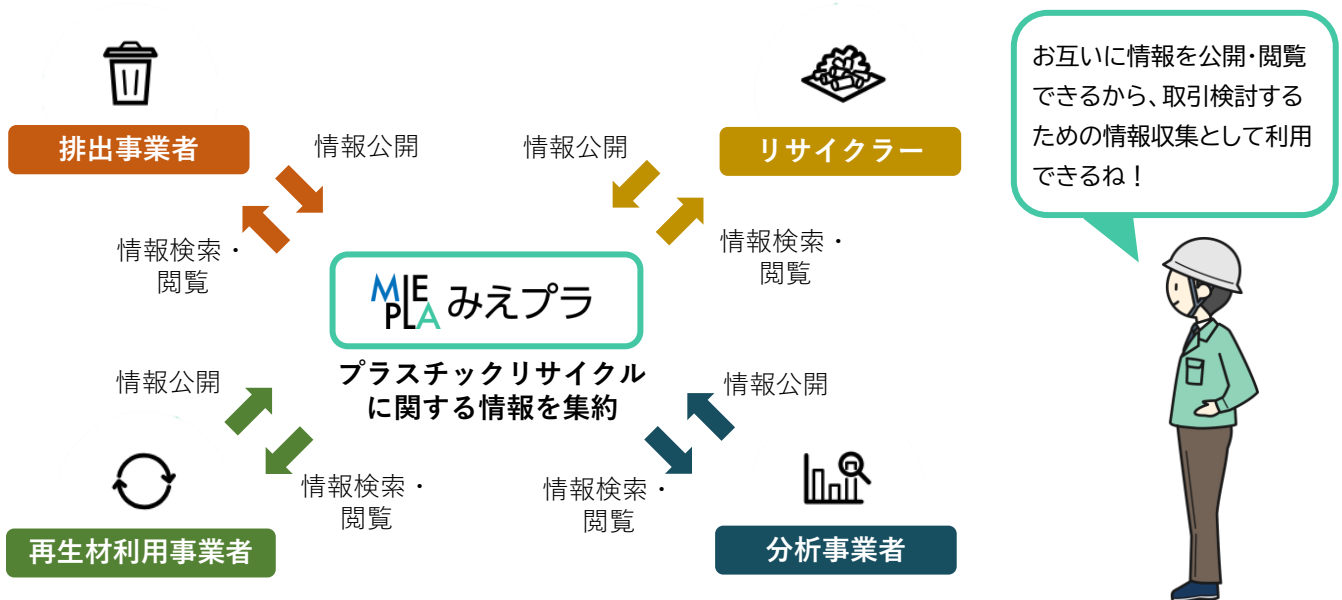 排出事業者
情報公開
情報検索・
閲覧
情報公開
リサイクラー
情報検索・
閲覧
MIE
PLA
みえプラ
プラスチックリサイクル
に関する情報を集約
情報公開
情報検索・
閲覧
再生材利用事業者
情報公開
情報検索・
閲覧
分析事業者
お互いに情報を公開・閲覧
できるから、取引検討する
ための情報収集として利用
できるね！